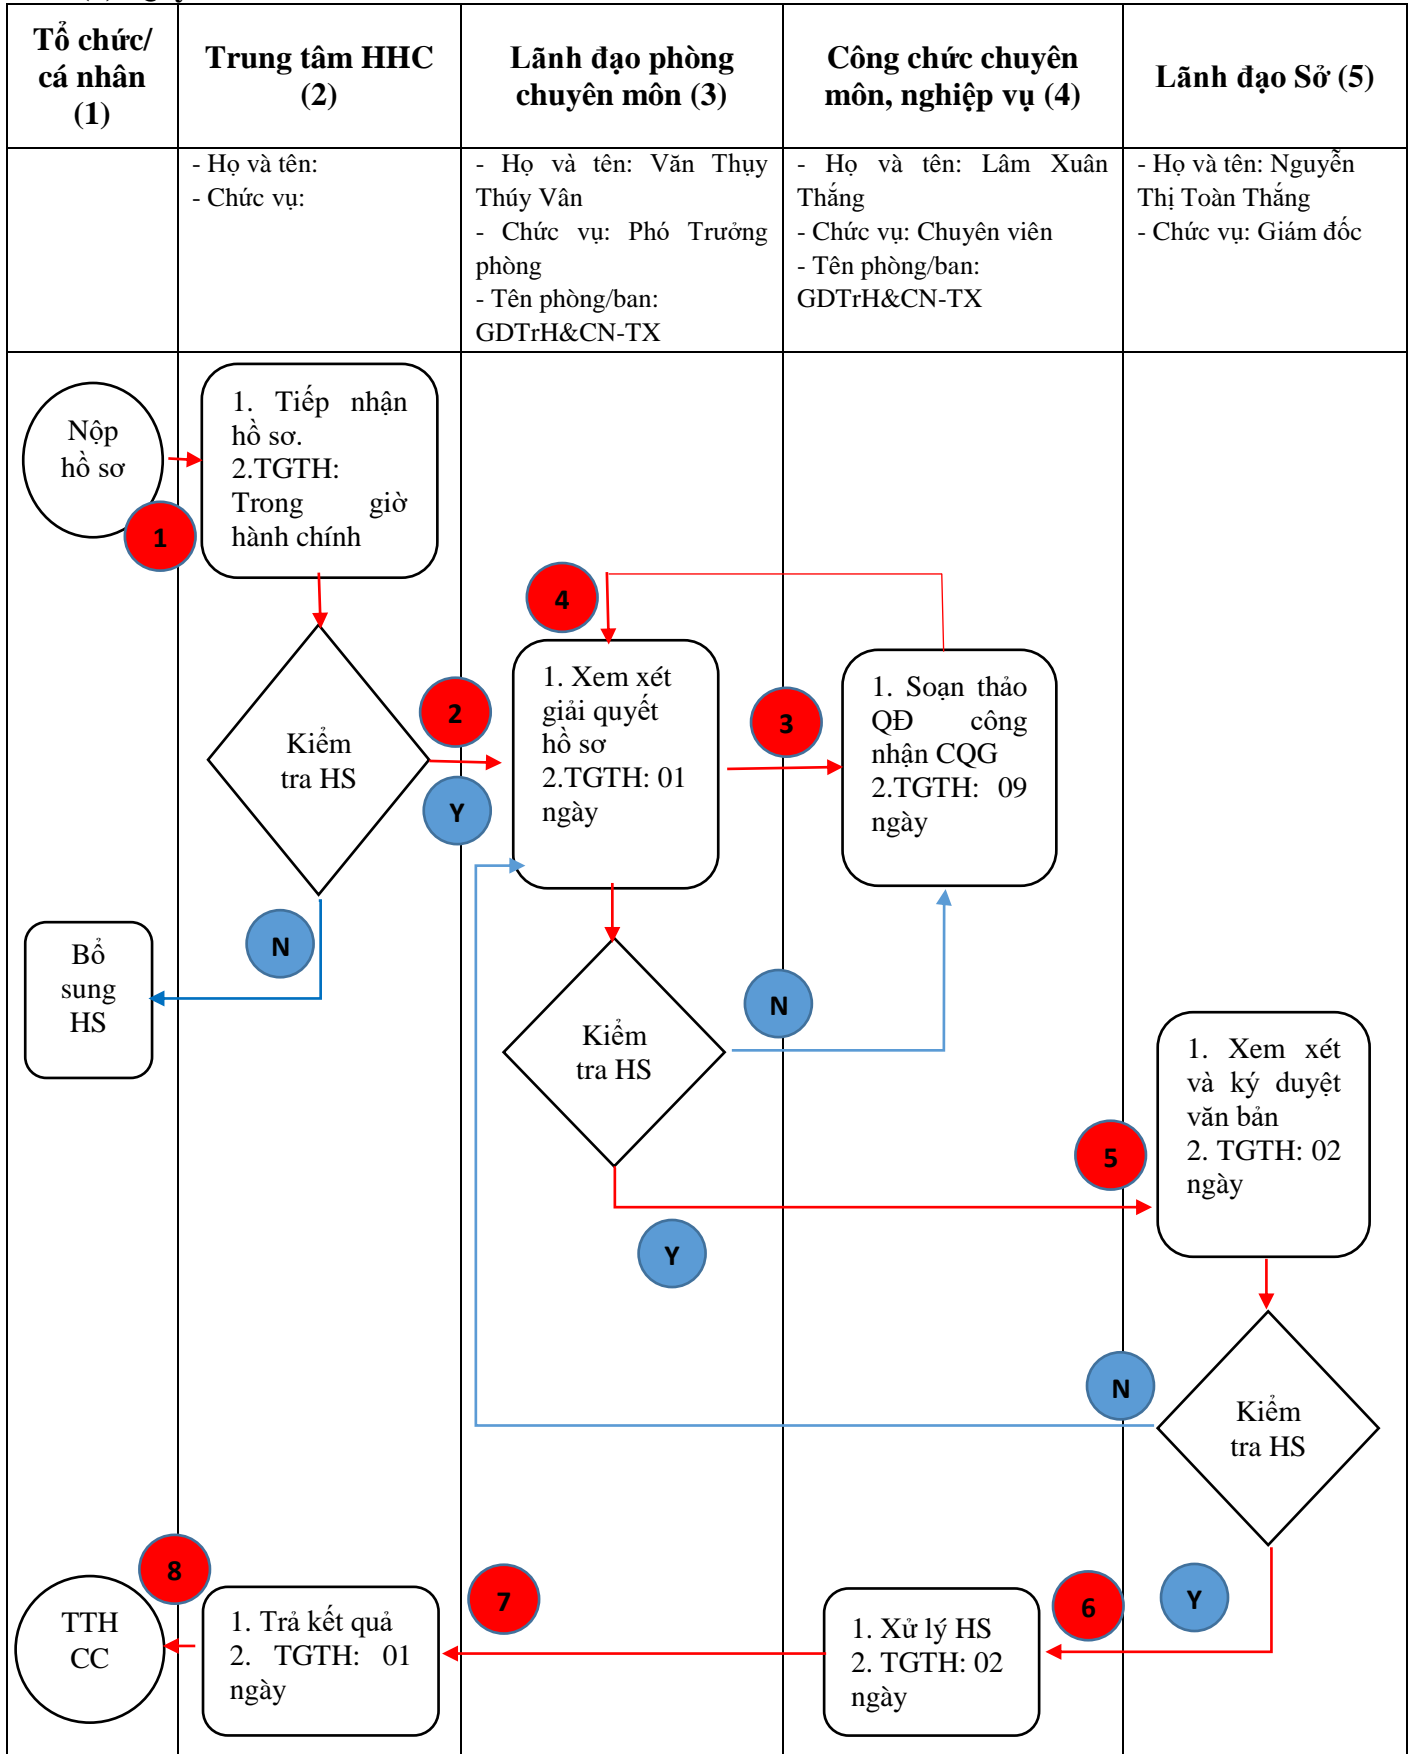 Tổ chức/
cá nhân
(1)
Trung tâm HHC
(2)
Lãnh đạo phòng
chuyên môn (3)
Công chức chuyên
môn, nghiệp vụ (4)
Lãnh đạo Sở (5)
- Họ và tên:
- Chức vụ:
- Họ và tên: Văn Thụy
Thúy Vân
- Chức vụ: Phó Trưởng
phòng
- Tên phòng/ban:
GDTrH&CN-TX
- Họ và tên: Lâm Xuân
Thắng
- Chức vụ: Chuyên viên
- Tên phòng/ban:
GDTrH&CN-TX
- Họ và tên: Nguyễn
Thị Toàn Thắng
- Chức vụ: Giám đốc
Nộp
hồ sơ
1
1. Tiếp nhận
hồ sơ.
2.TGTH:
Trong giờ
hành chính
Kiểm
tra HS
2
Y
N
Bổ
sung
HS
4
1. Xem xét
giải quyết
hồ sơ
2.TGTH: 01
ngày
3
1. Soạn thảo
QĐ công
nhận CQG
2.TGTH: 09
ngày
Kiểm
tra HS
N
Y
5
1. Xem xét
và ký duyệt
văn bản
2. TGTH: 02
ngày
Kiểm
tra HS
N
Y
6
1. Xử lý HS
2. TGTH: 02
ngày
7
1. Trả kết quả
2. TGTH: 01
ngày
8
TTH
CC